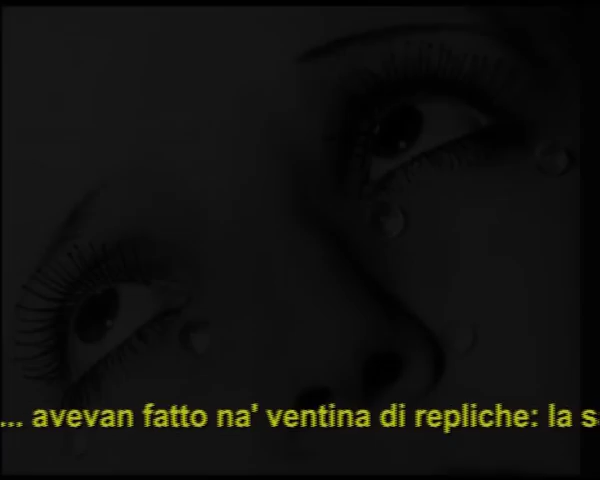 ... avevan fatto na' ventina di repliche: la s